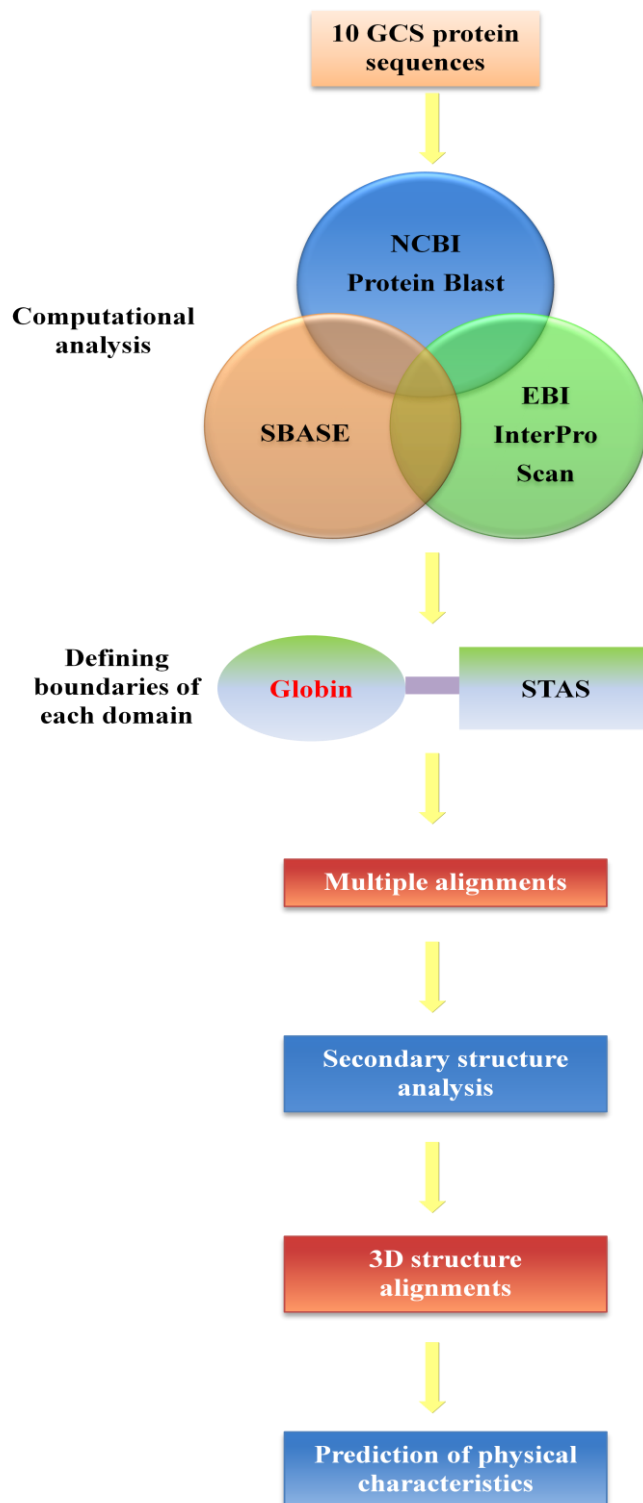 10 GCS protein
sequences
NCBI
Protein Blast
Computational
analysis
SBASE
EBI
InterPro
Scan
Defining
boundaries of
each domain
Globin
STAS
Multiple alignments
Secondary structure
analysis
3D structure
alignments
Prediction of physical
characteristics